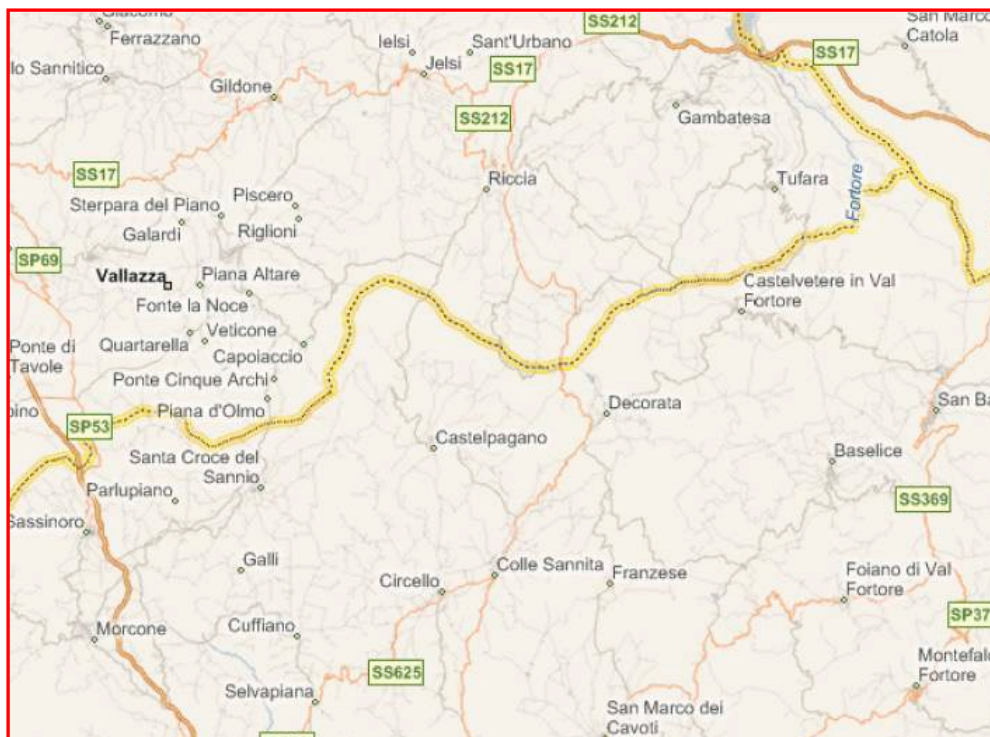 Giacomo
Ferrazzano
lo Sannitico
Gildone
Ielsi
Jelsi
Sant'Urbano
SS212
SS17
SS17
San Marco
Catola
SS212
Gambatesa
SS17
Riccia
Tufara
Fortore
Piscero
Sterpara del Piano
Galardi
Riglioni
SP69
Vallazza
Piana Altare
Fonte la Noce
Castelvetere in Val
Fortore
Veticone
Quartarella
Capoiaccio
Ponte di
Tavole
Ponte Cinque Archi
Piana d'Olmo
pino
SP53
Decorata
San Ba
Castelpagano
Baselice
Santa Croce del
Sannio
Parlupiano
SS369
Sassinoro
Galli
Circello
Colle Sannita
Franzese
Foiano di Val
Fortore
SP37
Morcone
Cuffiano
SS625
Montefalc
Fortore
Selvapiana
San Marco dei
Cavoti